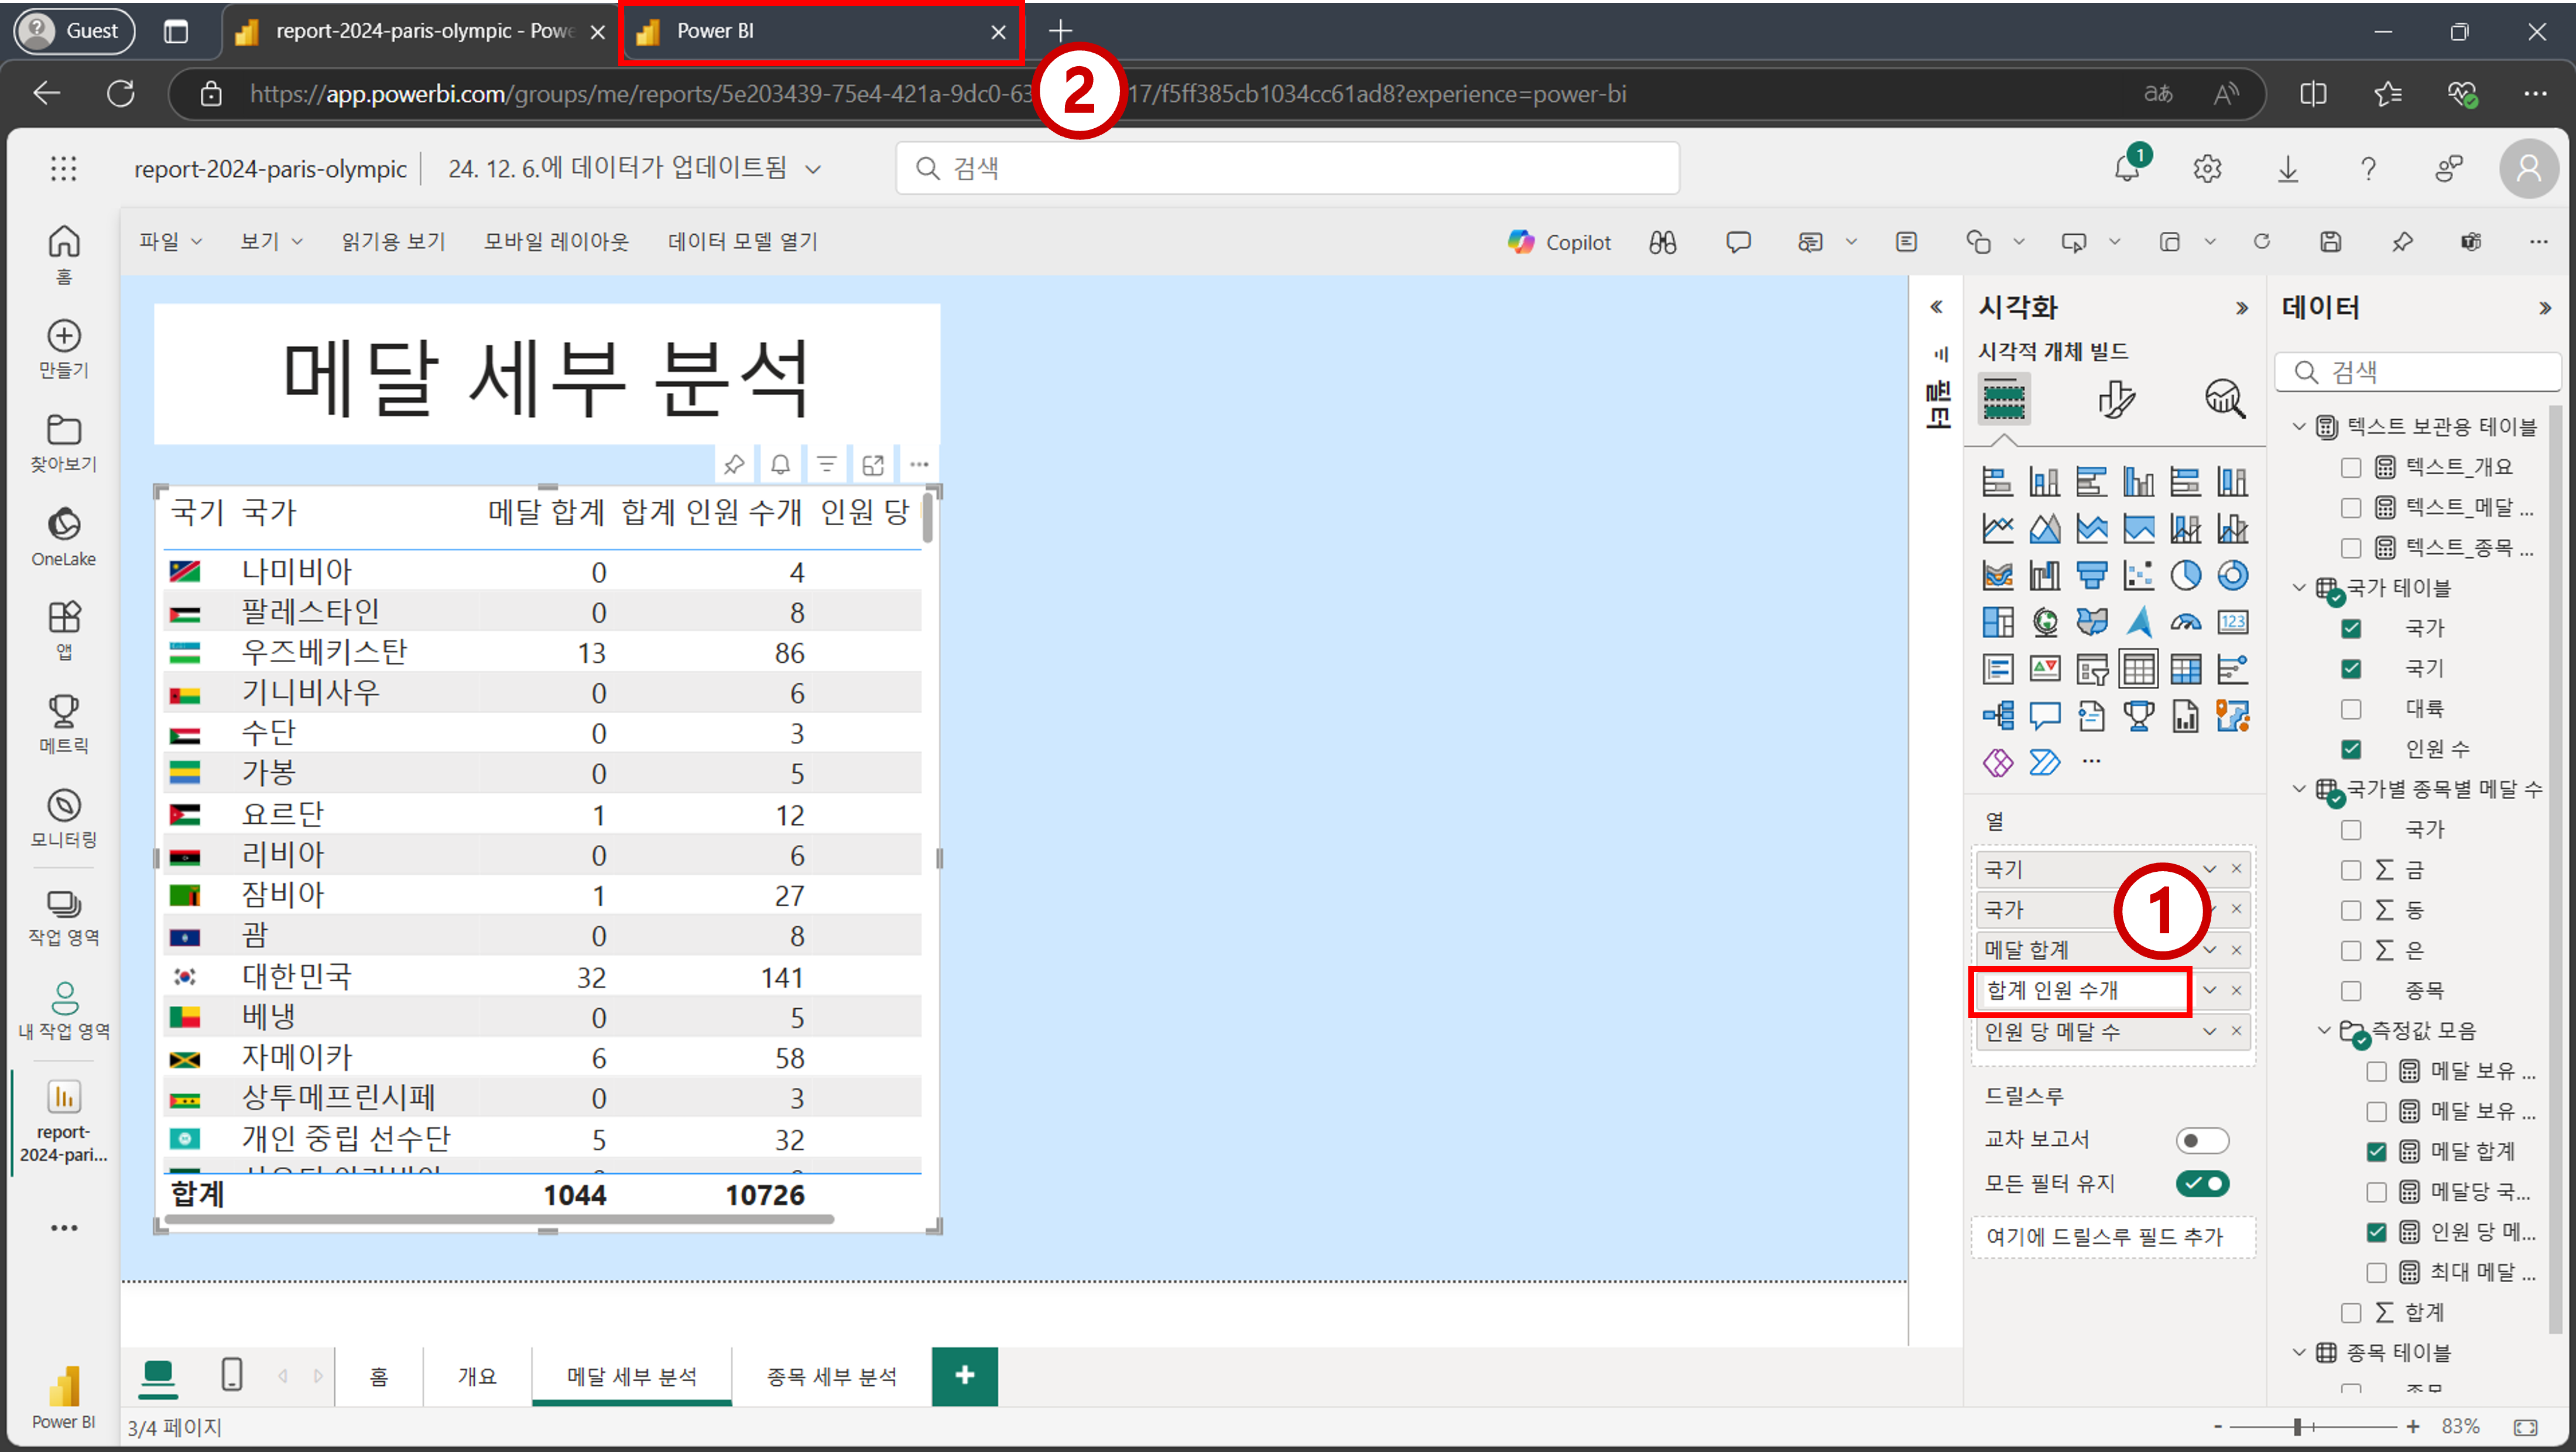 Guest
report-2024-paris-olympic - Powe
Power BI
2
https://app.powerbi.com/groups/me/reports/5e203439-75e4-421a-9dc0-63
17/f5ff385cb1034cc61ad8?experience=power-bi
aあ
report-2024-paris-olympic
24. 12. 6.에 데이터가 업데이트됨
검색
1
홈
만들기
찾아보기
OneLake
앱
메트릭
모니터링
작업 영역
내 작업 영역
report-
2024-pari...
Power BI
파일
보기
읽기용 보기
모바일 레이아웃
데이터 모델 열기
Copilot
메달 세부 분석
국기 국가 메달 합계 합계 인원 수개 인원 당
나미비아 0 4
팔레스타인 0 8
우즈베키스탄 13 86
기니비사우 0 6
수단 0 3
가봉 0 5
요르단 1 12
리비아 0 6
잠비아 1 27
괌 0 8
대한민국 32 141
베냉 0 5
자메이카 6 58
상투메프린시페 0 3
개인 중립 선수단 5 32
합계 1044 10726
필터
시각화
시각적 개체 빌드
123
열
국기
국가
1
메달 합계
합계 인원 수개
인원 당 메달 수
드릴스루
교차 보고서
모든 필터 유지
여기에 드릴스루 필드 추가
데이터
검색
텍스트 보관용 테이블
텍스트_개요
텍스트_메달 ...
텍스트_종목 ...
국가 테이블
국가
국기
대륙
인원 수
국가별 종목별 메달 수
국가
∑ 금
∑ 동
∑ 은
종목
측정값 모음
메달 보유 ...
메달 보유 ...
메달 합계
메달당 국...
인원 당 메...
최대 메달 ...
∑ 합계
종목 테이블
홈
개요
메달 세부 분석
종목 세부 분석
+
3/4 페이지
- + 83%